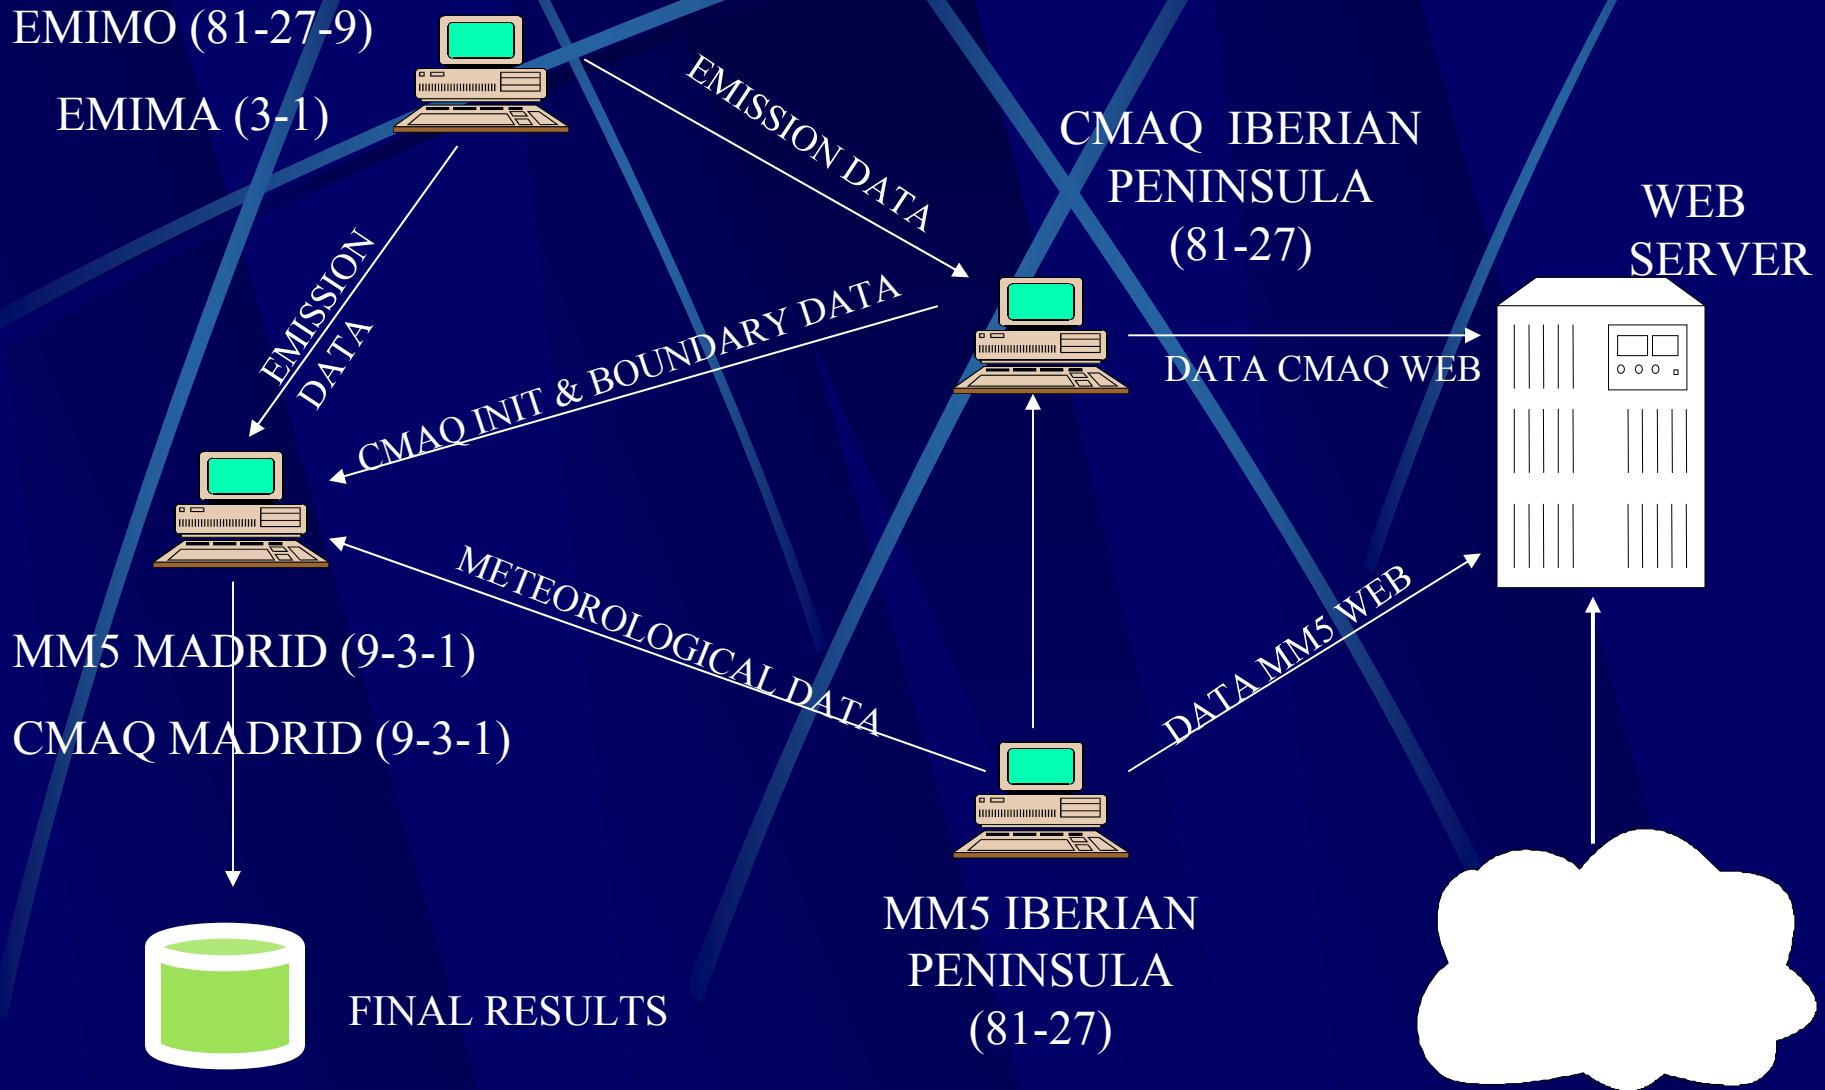 EMIMO (81-27-9)
EMIMA (3-1)
EMISSION DATA
CMAQ IBERIAN
PENINSULA
(81-27)
WEB
SERVER
EMISSION
DATA
CMAQ INIT & BOUNDARY DATA
DATA CMAQ WEB
METEOROLOGICAL DATA
DATA MM5 WEB
MM5 MADRID (9-3-1)
CMAQ MADRID (9-3-1)
MM5 IBERIAN
PENINSULA
(81-27)
FINAL RESULTS